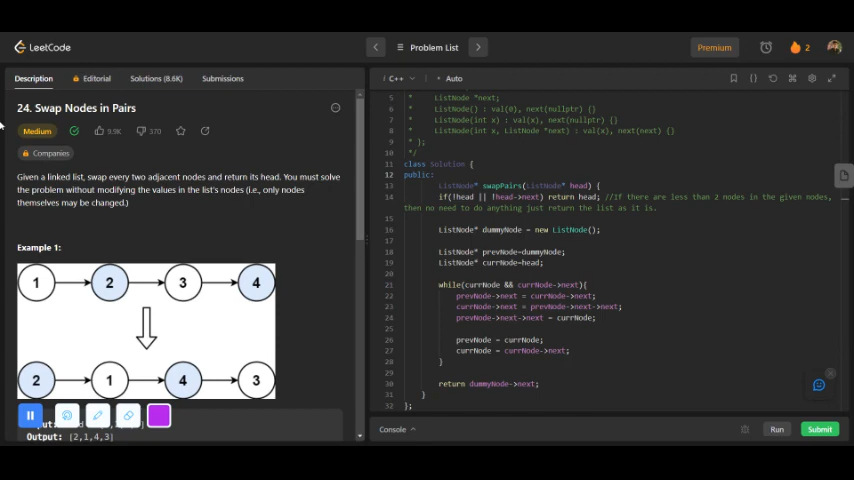 LeetCode
Problem List
Premium
2
Description
Editorial
Solutions (8.6K)
Submissions
24. Swap Nodes in Pairs
Medium
9.9K
370
Companies
Given a linked list, swap every two adjacent nodes and return its head. You must solve
the problem without modifying the values in the list's nodes (i.e., only nodes
themselves may be changed.)
Example 1:
1
2
3
4
2
1
4
3
Output: [2,1,4,3]
C++
Auto
5 * ListNode *next;
6 * ListNode() : val(0), next(nullptr) {}
7 * ListNode(int x) : val(x), next(nullptr) {}
8 * ListNode(int x, ListNode *next) : val(x), next(next) {}
9 * };
10 */
11 class Solution {
12 public:
13 ListNode* swapPairs(ListNode* head) {
14 if(!head || !head->next) return head; //If there are less than 2 nodes in the given nodes,
then no need to do anything just return the list as it is.
15
16 ListNode* dummyNode = new ListNode();
17
18 ListNode* prevNode=dummyNode;
19 ListNode* currNode=head;
20
21 while(currNode && currNode->next){
22 prevNode->next = currNode->next;
23 currNode->next = prevNode->next->next;
24 prevNode->next->next = currNode;
25
26 prevNode = currNode;
27 currNode = currNode->next;
28 }
29
30 return dummyNode->next;
31 }
32 };
Console
Run
Submit